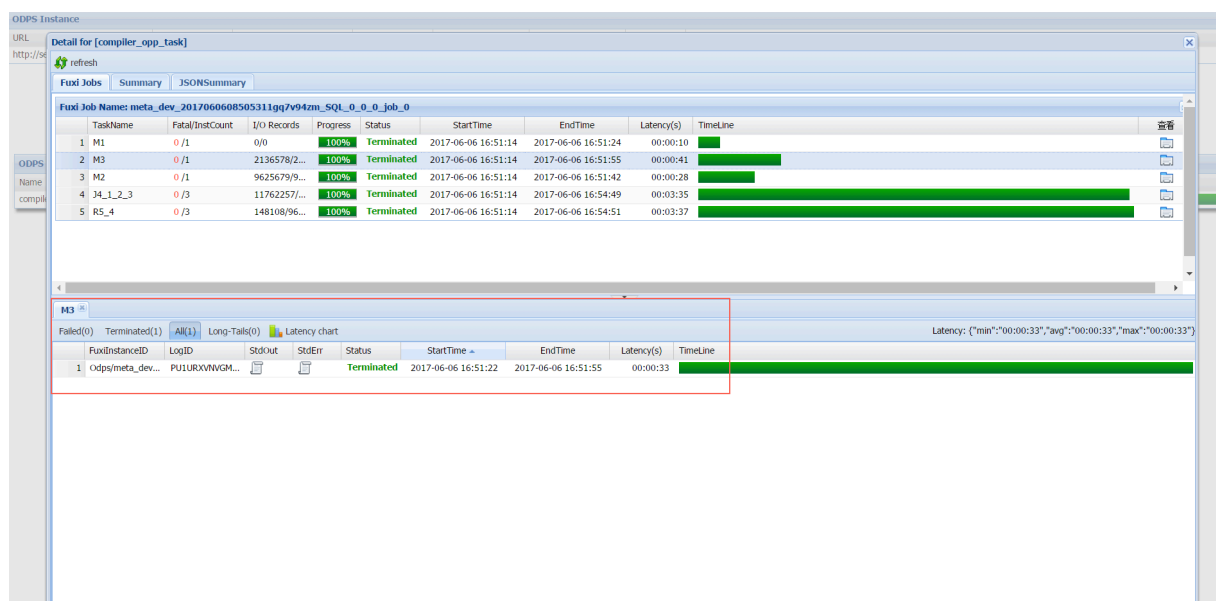 ODPS Instance
URL
Detail for [compiler_opp_task]
http://se
refresh
Fuxi Jobs Summary JSONSummary
Fuxi Job Name: meta_dev_2017060608505311gq7v94zm_SQL_0_0_0_job_0
TaskName Fatal/InstCount I/O Records Progress Status StartTime EndTime Latency(s) TimeLine 查看
1 M1 0 /1 0/0 100% Terminated 2017-06-06 16:51:14 2017-06-06 16:51:24 00:00:10
2 M3 0 /1 2136578/2... 100% Terminated 2017-06-06 16:51:14 2017-06-06 16:51:55 00:00:41
ODPS
3 M2 0 /1 9625679/9... 100% Terminated 2017-06-06 16:51:14 2017-06-06 16:51:42 00:00:28
Name
4 J4_1_2_3 0 /3 11762257/... 100% Terminated 2017-06-06 16:51:14 2017-06-06 16:54:49 00:03:35
compile
5 R5_4 0 /3 148108/96... 100% Terminated 2017-06-06 16:51:14 2017-06-06 16:54:51 00:03:37
M3
Failed(0) Terminated(1) All(1) Long-Tails(0) Latency chart Latency: {"min":"00:00:33","avg":"00:00:33","max":"00:00:33"}
FuxiInstanceID LogID StdOut StdErr Status StartTime EndTime Latency(s) TimeLine
1 Odps/meta_dev... PU1URXVNVGM... Terminated 2017-06-06 16:51:22 2017-06-06 16:51:55 00:00:33